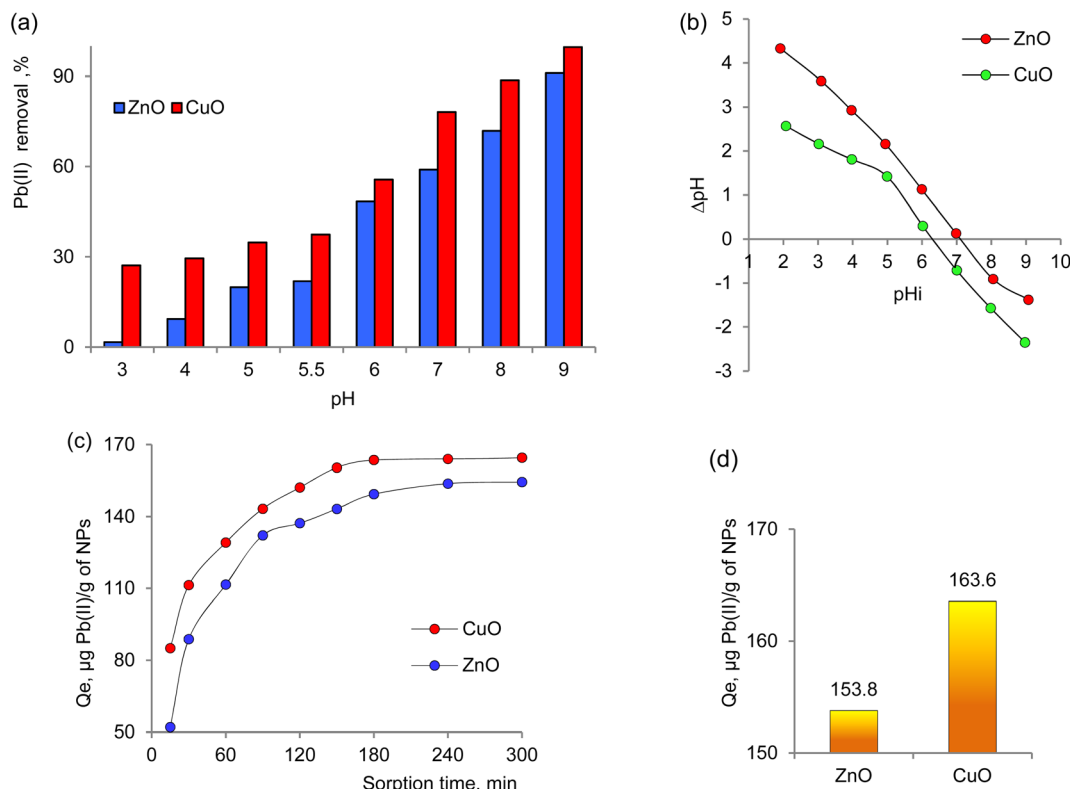 (a)
Pb(II) removal ,%
90
60
30
0
ZnO CuO
3 4 5 5.5 6 7 8 9
pH
(b)
ZnO
CuO
ΔpH
5
4
3
2
1
0
-1
-2
-3
1 2 3 4 5 6 7 8 9 10
pHi
(c)
Qe, µg Pb(II)/g of NPs
170
140
110
80
50
CuO
ZnO
0 60 120 180 240 300
Sorption time, min
(d)
Qe, µg Pb(II)/g of NPs
170
160
150
153.8
163.6
ZnO CuO